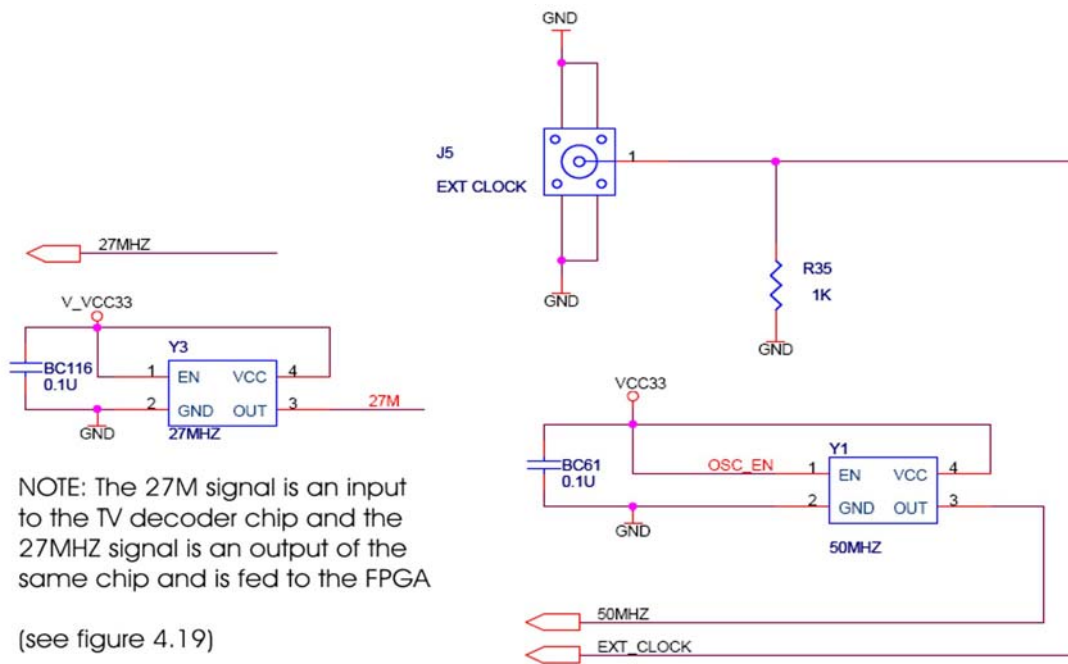 GND
J5
EXT CLOCK
1
R35
1K
GND
GND
27MHZ
V_VCC33
BC116
0.1U
Y3
1 EN VCC 4
2 GND OUT 3
27MHZ
27M
GND
VCC33
BC61
0.1U
OSC_EN
Y1
1 EN VCC 4
2 GND OUT 3
50MHZ
GND
NOTE: The 27M signal is an input
to the TV decoder chip and the
27MHZ signal is an output of the
same chip and is fed to the FPGA
(see figure 4.19)
50MHZ
EXT_CLOCK